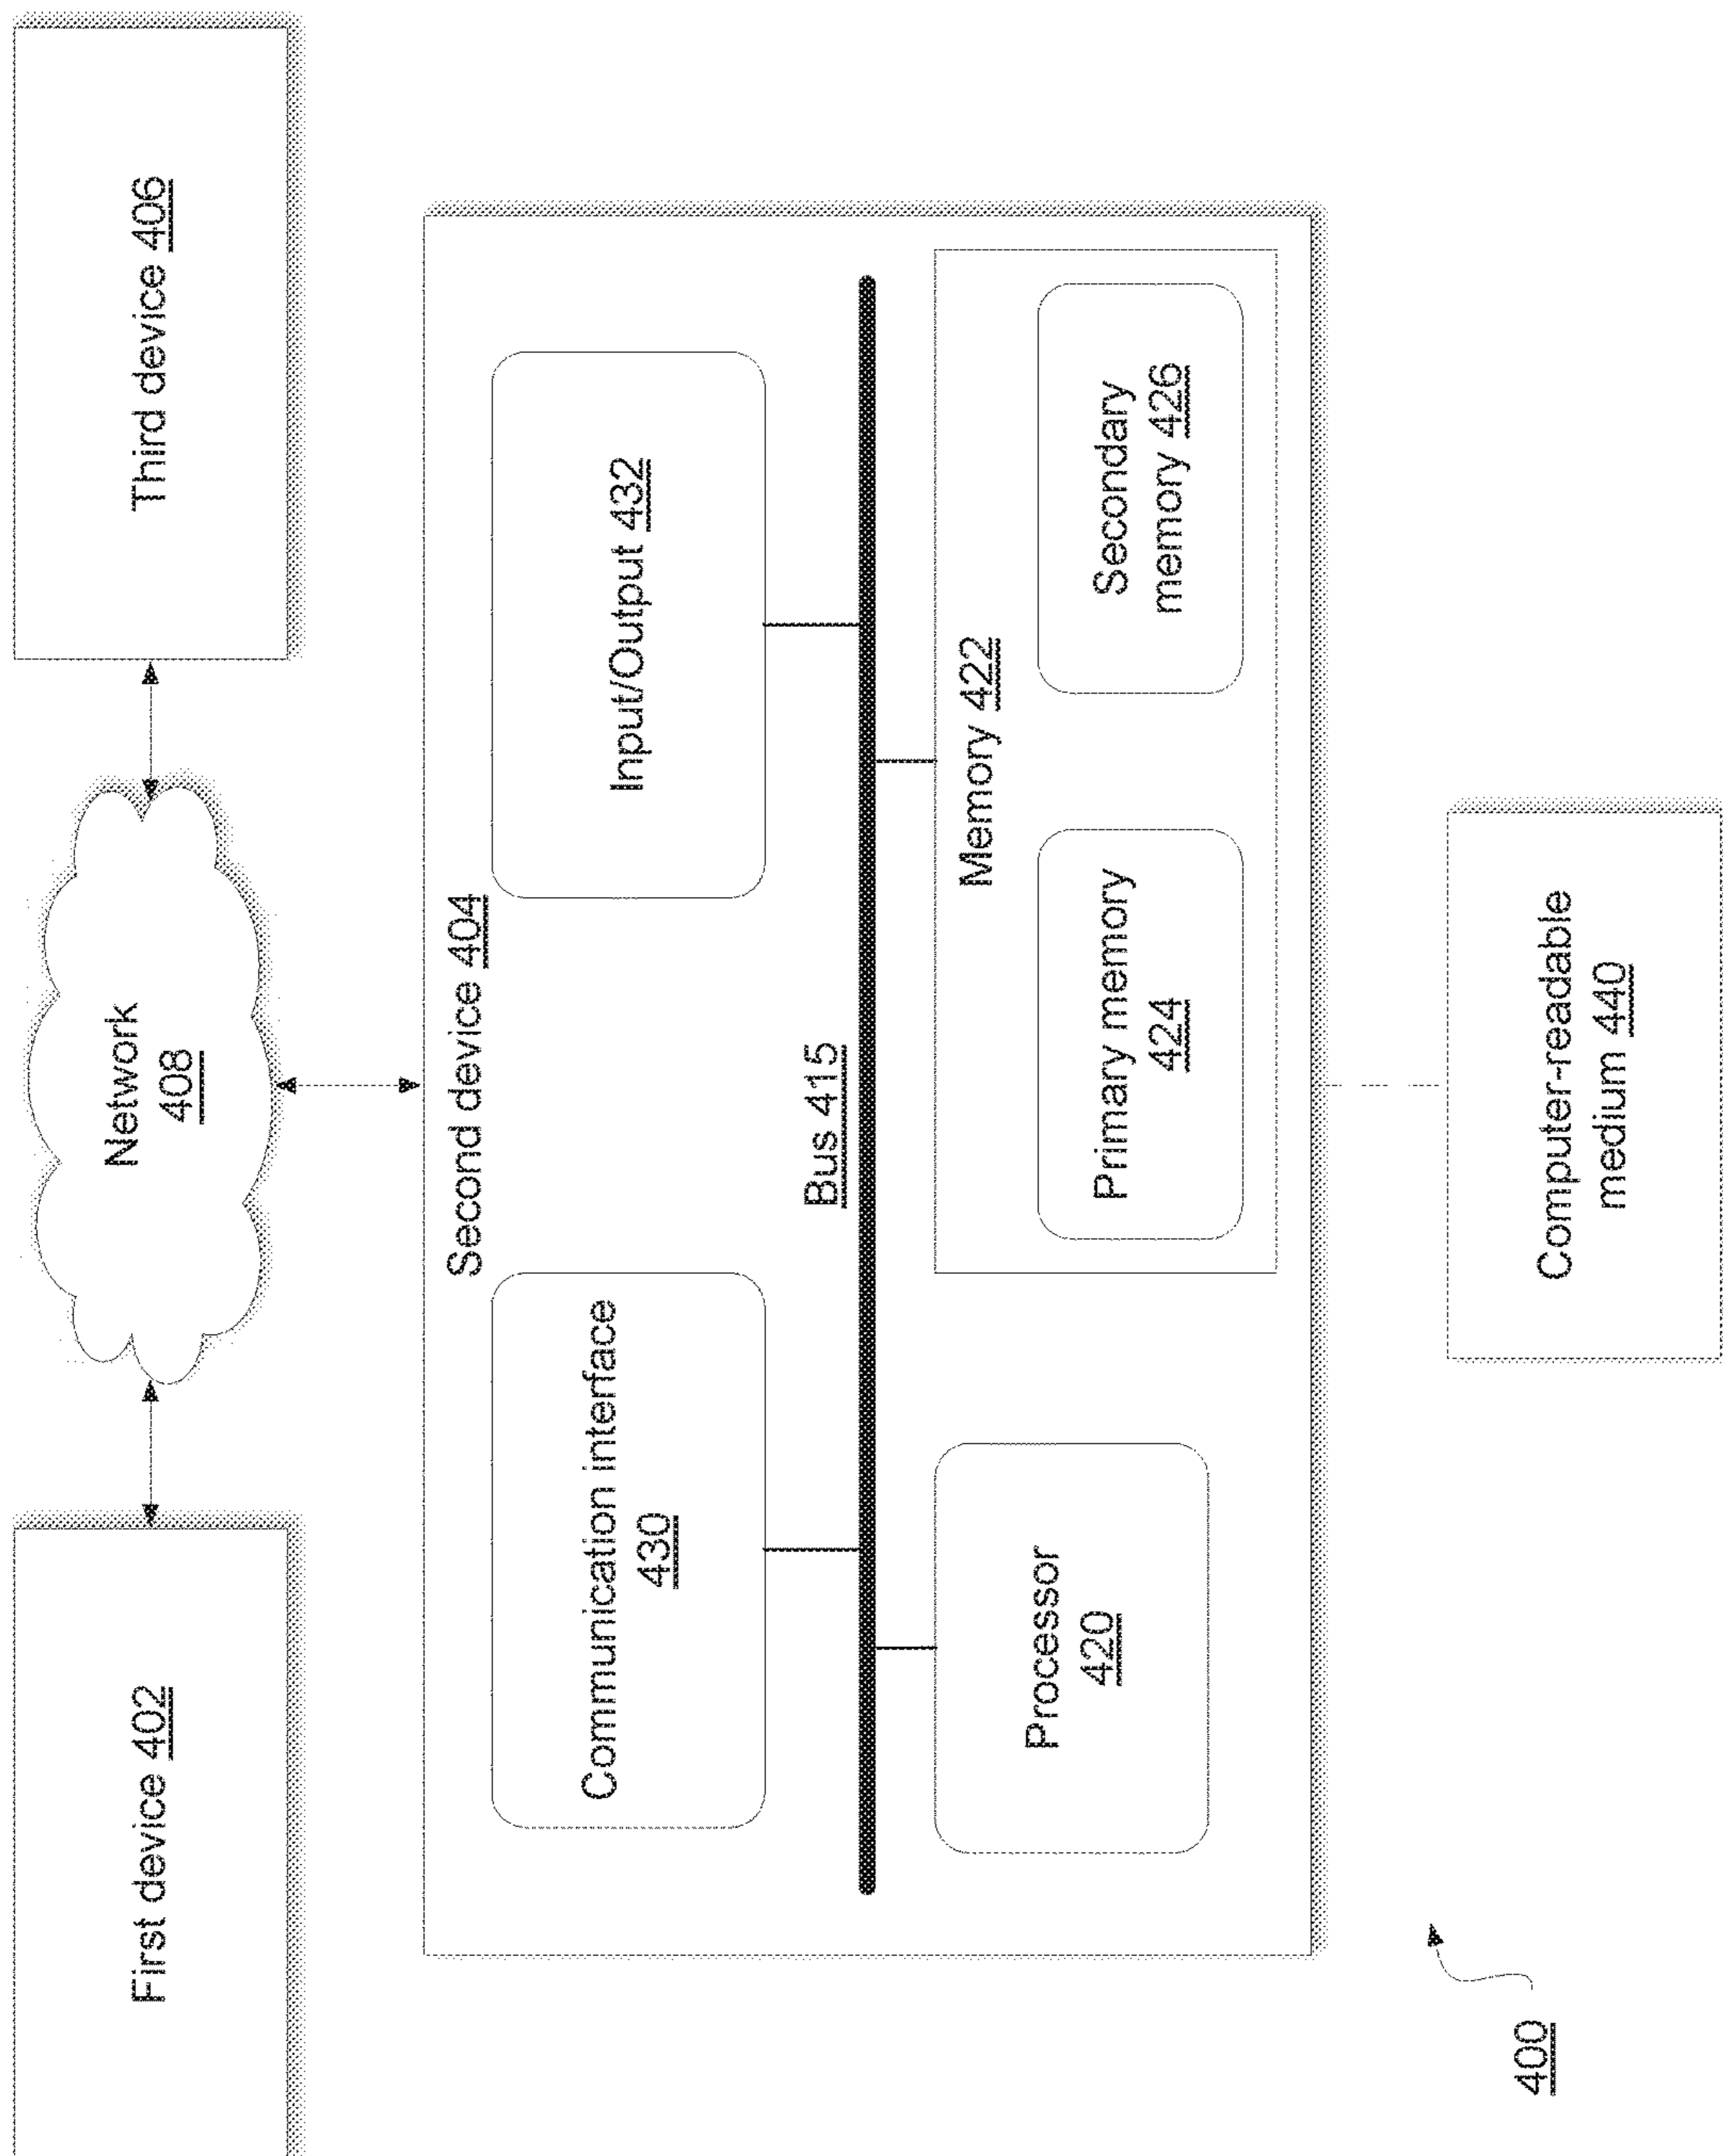 First device 402
Network
408
Third device 406
Second device 404
Communication interface
430
Input/Output 432
Bus 415
Processor
420
Memory 422
Primary memory
424
Secondary
memory 426
Computer-readable
medium 440
400